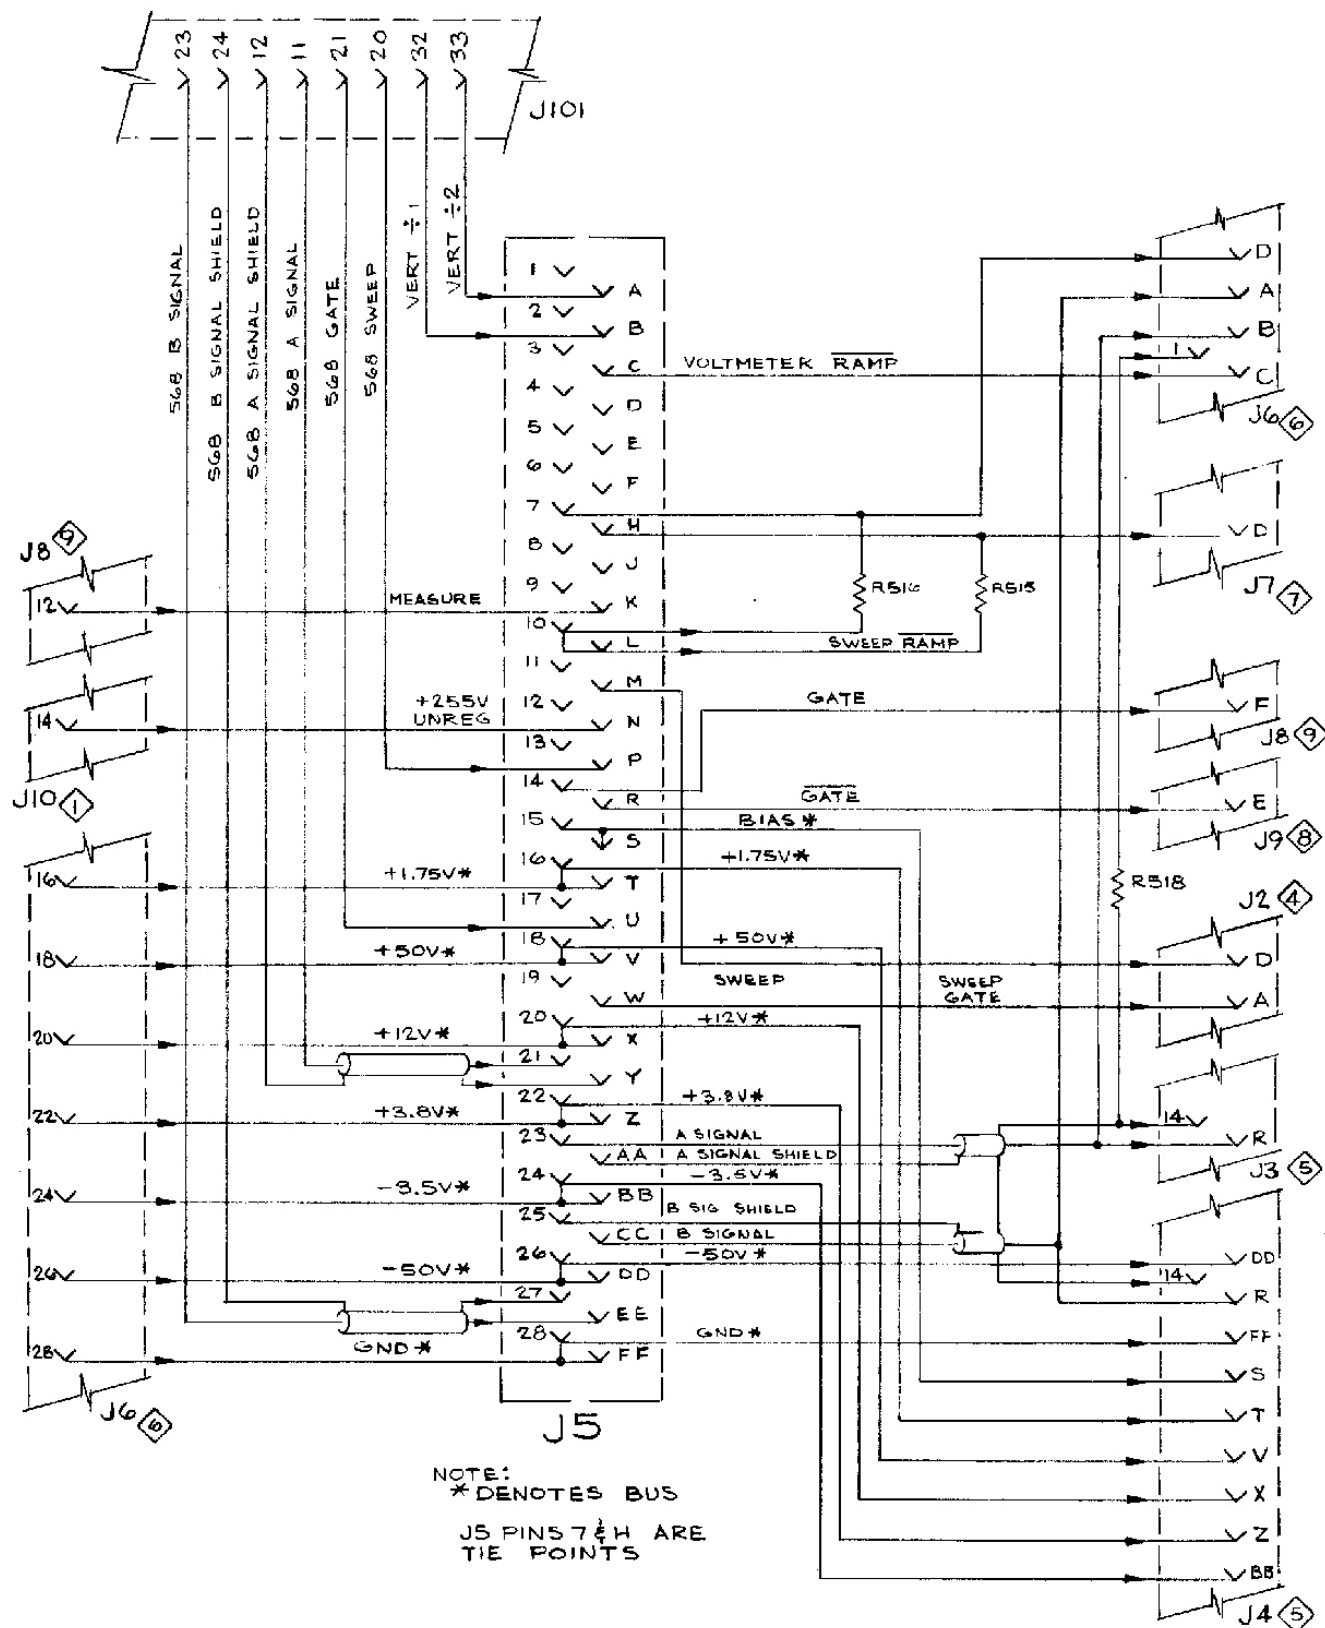 23 24 12 11 21 20 32 33
J101
568 B SIGNAL
568 B SIGNAL SHIELD
568 A SIGNAL SHIELD
568 A SIGNAL
568 GATE
568 SWEEP
VERT ÷1
VERT ÷2
J8 9
12
MEASURE
14
+255V
UNREG
J10 1
16
+1.75V*
18
+50V*
20
+12V*
22
+3.8V*
24
-3.5V*
26
-50V*
28
GND*
J6 6
1
A
2
B
3
C
4
D
5
E
6
F
7
H
8
J
9
K
10
L
11
M
12
N
13
P
14
R
15
S
16
T
17
U
18
V
19
W
20
X
21
Y
22
Z
23
AA
24
BB
25
CC
26
DD
27
EE
28
FF
J5
VOLTMETER R̅A̅M̅P̅
R516
R515
SWEEP R̅A̅M̅P̅
GATE
G̅A̅T̅E̅
BIAS*
+1.75V*
R518
+50V*
SWEEP
SWEEP
GATE
+12V*
+3.8V*
A SIGNAL
A SIGNAL SHIELD
-3.5V*
B SIG SHIELD
B SIGNAL
-50V*
GND*
D
A
B
1
C
J6 6
D
J7 7
F
J8 9
E
J9 8
J2 4
D
A
14
R
J3 5
DD
14
R
FF
S
T
V
X
Z
BB
J4 5
NOTE:
* DENOTES BUS
J5 PINS 7 & H ARE
TIE POINTS